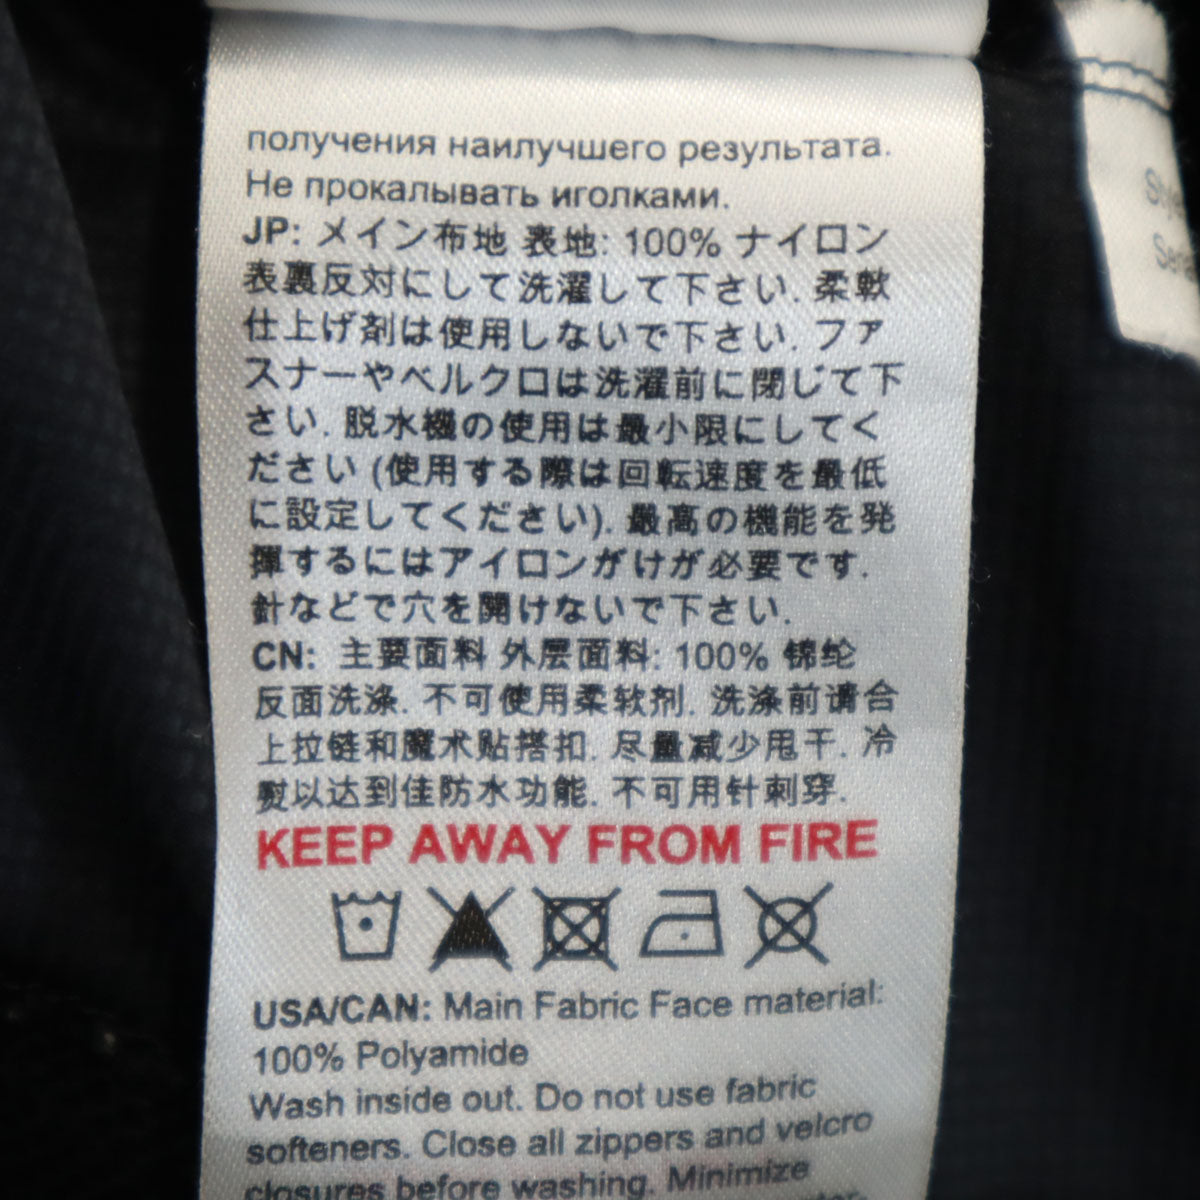 получения наилучшего результата.
Не прокалывать иголками.
JP: メイン布地 表地: 100% ナイロン
表裏反対にして洗濯して下さい. 柔軟
仕上げ剤は使用しないで下さい. ファ
スナーやベルクロは洗濯前に閉じて下
さい. 脱水機の使用は最小限にしてく
ださい (使用する際は回転速度を最低
に設定してください). 最高の機能を発
揮するにはアイロンがけが必要です.
針などで穴を開けないで下さい.
CN: 主要面料 外层面料: 100% 锦纶
反面洗涤. 不可使用柔软剂. 洗涤前请合
上拉链和魔术贴搭扣. 尽量减少甩干. 冷
熨以达到佳防水功能. 不可用针刺穿.
KEEP AWAY FROM FIRE
USA/CAN: Main Fabric Face material:
100% Polyamide
Wash inside out. Do not use fabric
softeners. Close all zippers and velcro
closures before washing. Minimize